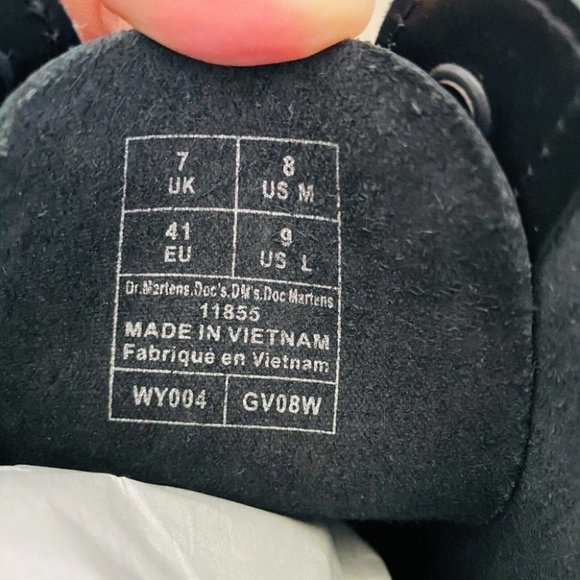 7 8
UK US M
41 9
EU US L
Dr.Martens.Doc's.DM's.Doc Martens
11855
MADE IN VIETNAM
Fabriqué en Vietnam
WY004 GV08W